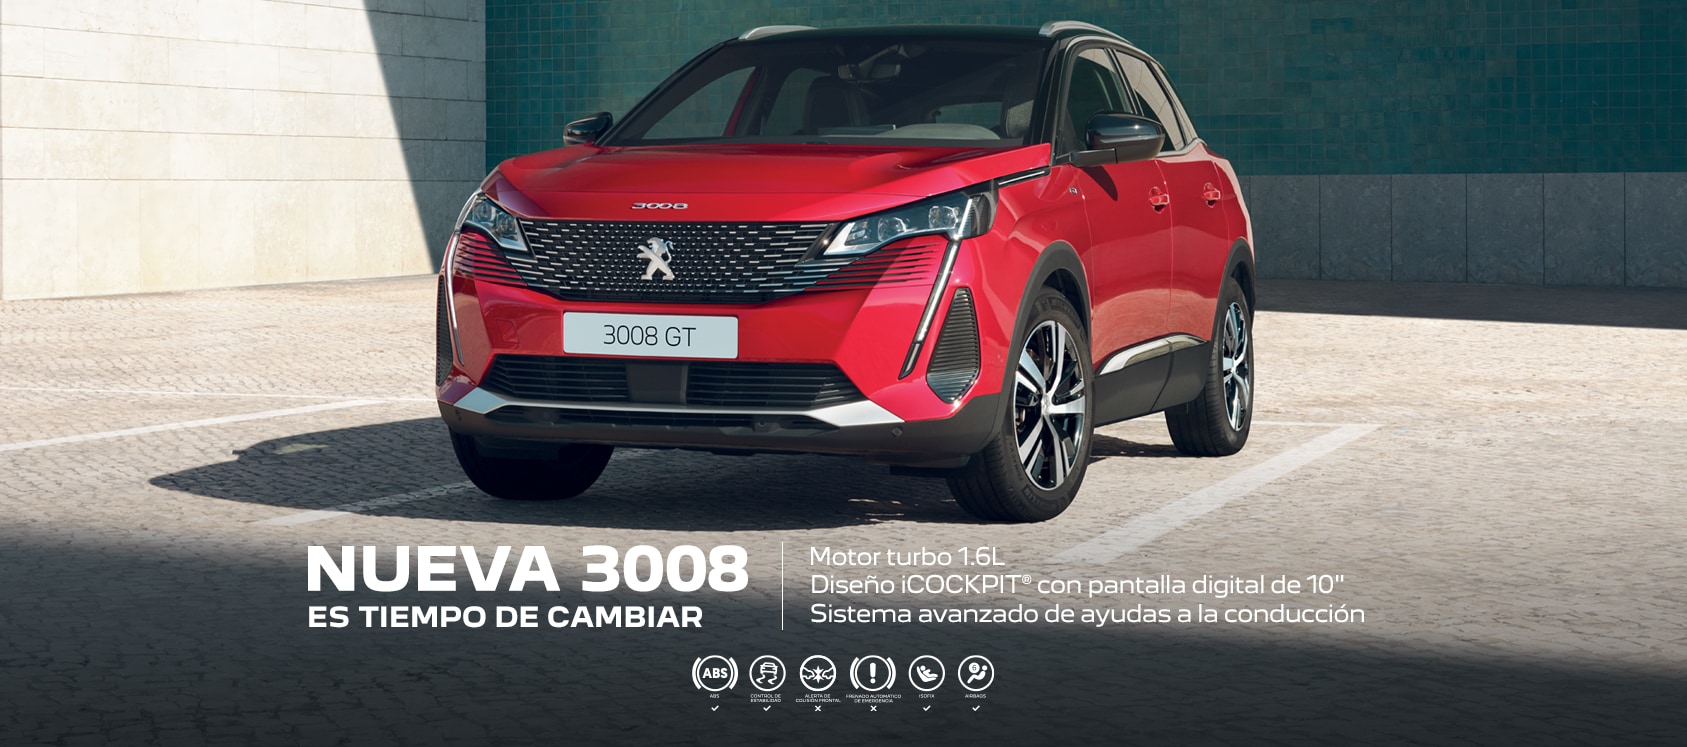 3008
3008 GT
NUEVA 3008
ES TIEMPO DE CAMBIAR
Motor turbo 1.6L
Diseño iCOCKPIT® con pantalla digital de 10"
Sistema avanzado de ayudas a la conducción
ABS
ABS
CONTROL DE
ESTABILIDAD
ALERTA DE
COLISIÓN FRONTAL
FRENADO AUTOMÁTICO
DE EMERGENCIA
ISOFIX
6
AIRBAGS